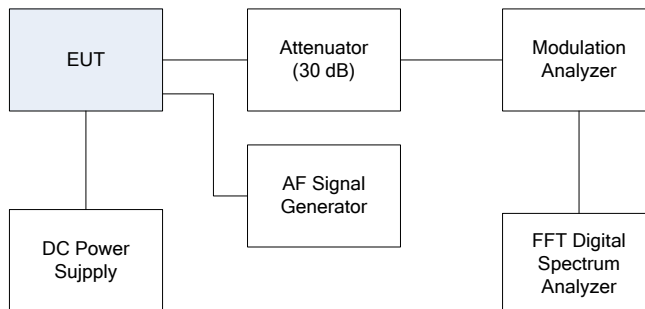 EUT
Attenuator
(30 dB)
Modulation
Analyzer
AF Signal
Generator
DC Power
Sujpply
FFT Digital
Spectrum
Analyzer